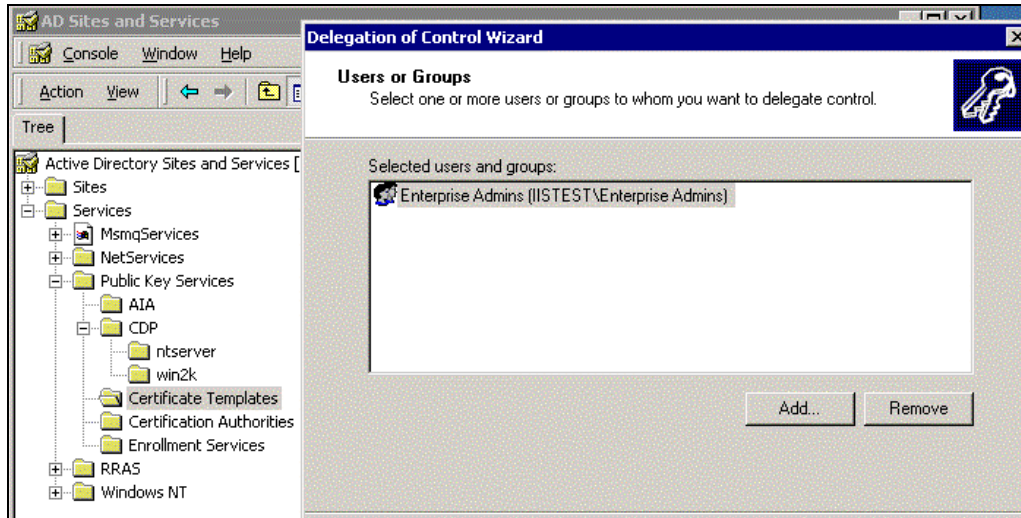 AD Sites and Services
Console Window Help
Action View
Tree
Active Directory Sites and Services [
Sites
Services
MsmqServices
NetServices
Public Key Services
AIA
CDP
ntserver
win2k
Certificate Templates
Certification Authorities
Enrollment Services
RRAS
Windows NT
Delegation of Control Wizard
Users or Groups
Select one or more users or groups to whom you want to delegate control.
Selected users and groups:
Enterprise Admins (IISTEST\Enterprise Admins)
Add... Remove